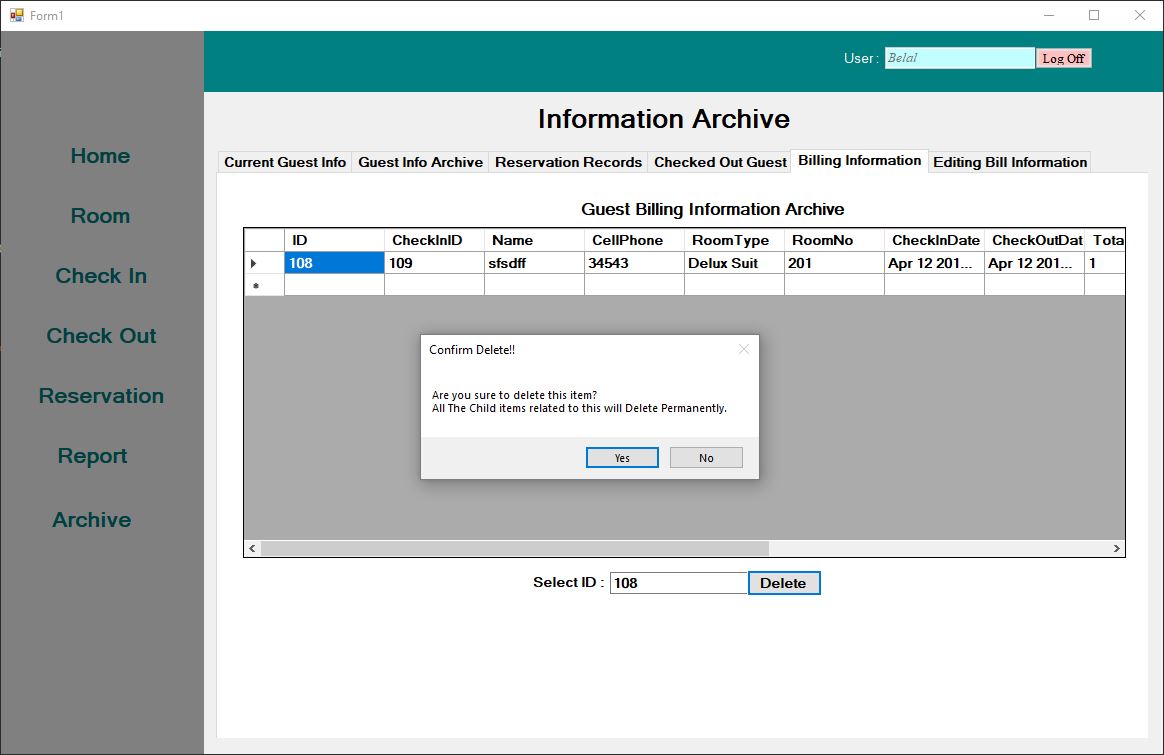 Form1
User : Belal Log Off
Information Archive
Home
Room
Check In
Check Out
Reservation
Report
Archive
Current Guest Info Guest Info Archive Reservation Records Checked Out Guest Billing Information Editing Bill Information
Guest Billing Information Archive
ID CheckInID Name CellPhone RoomType RoomNo CheckInDate CheckOutDat Tota
108 109 sfsdff 34543 Delux Suit 201 Apr 12 201... Apr 12 201... 1
Confirm Delete!!
Are you sure to delete this item?
All The Child items related to this will Delete Permanently.
Yes No
Select ID : 108 Delete